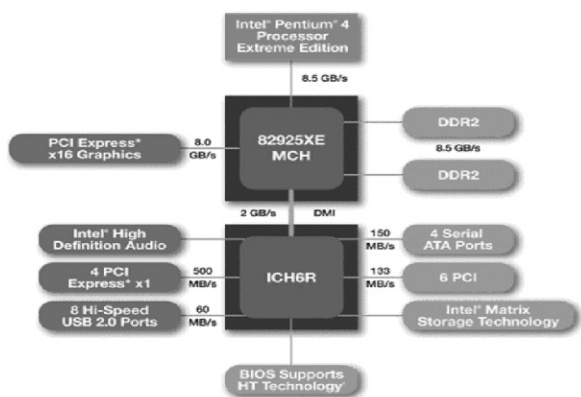 Intel® Pentium® 4
Processor
Extreme Edition
8.5 GB/s
82925XE
MCH
DDR2
8.5 GB/s
DDR2
PCI Express*
x16 Graphics
8.0
GB/s
2 GB/s
DMI
Intel® High
Definition Audio
150
MB/s
4 Serial
ATA Ports
4 PCI
Express* x1
500
MB/s
ICH6R
133
MB/s
6 PCI
8 Hi-Speed
USB 2.0 Ports
60
MB/s
Intel® Matrix
Storage Technology
BIOS Supports
HT Technology¹